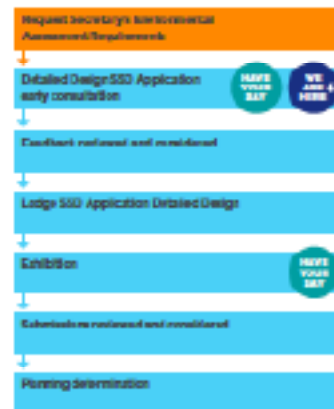 Request Secretary's Environmental
Assessment Requirements
Detailed Design SSD Application
early consultation
HAVE
YOUR
SAY
WE
ARE
HERE
Feedback reviewed and considered
Lodge SSD Application Detailed Design
Exhibition
HAVE
YOUR
SAY
Submissions reviewed and considered
Planning determination